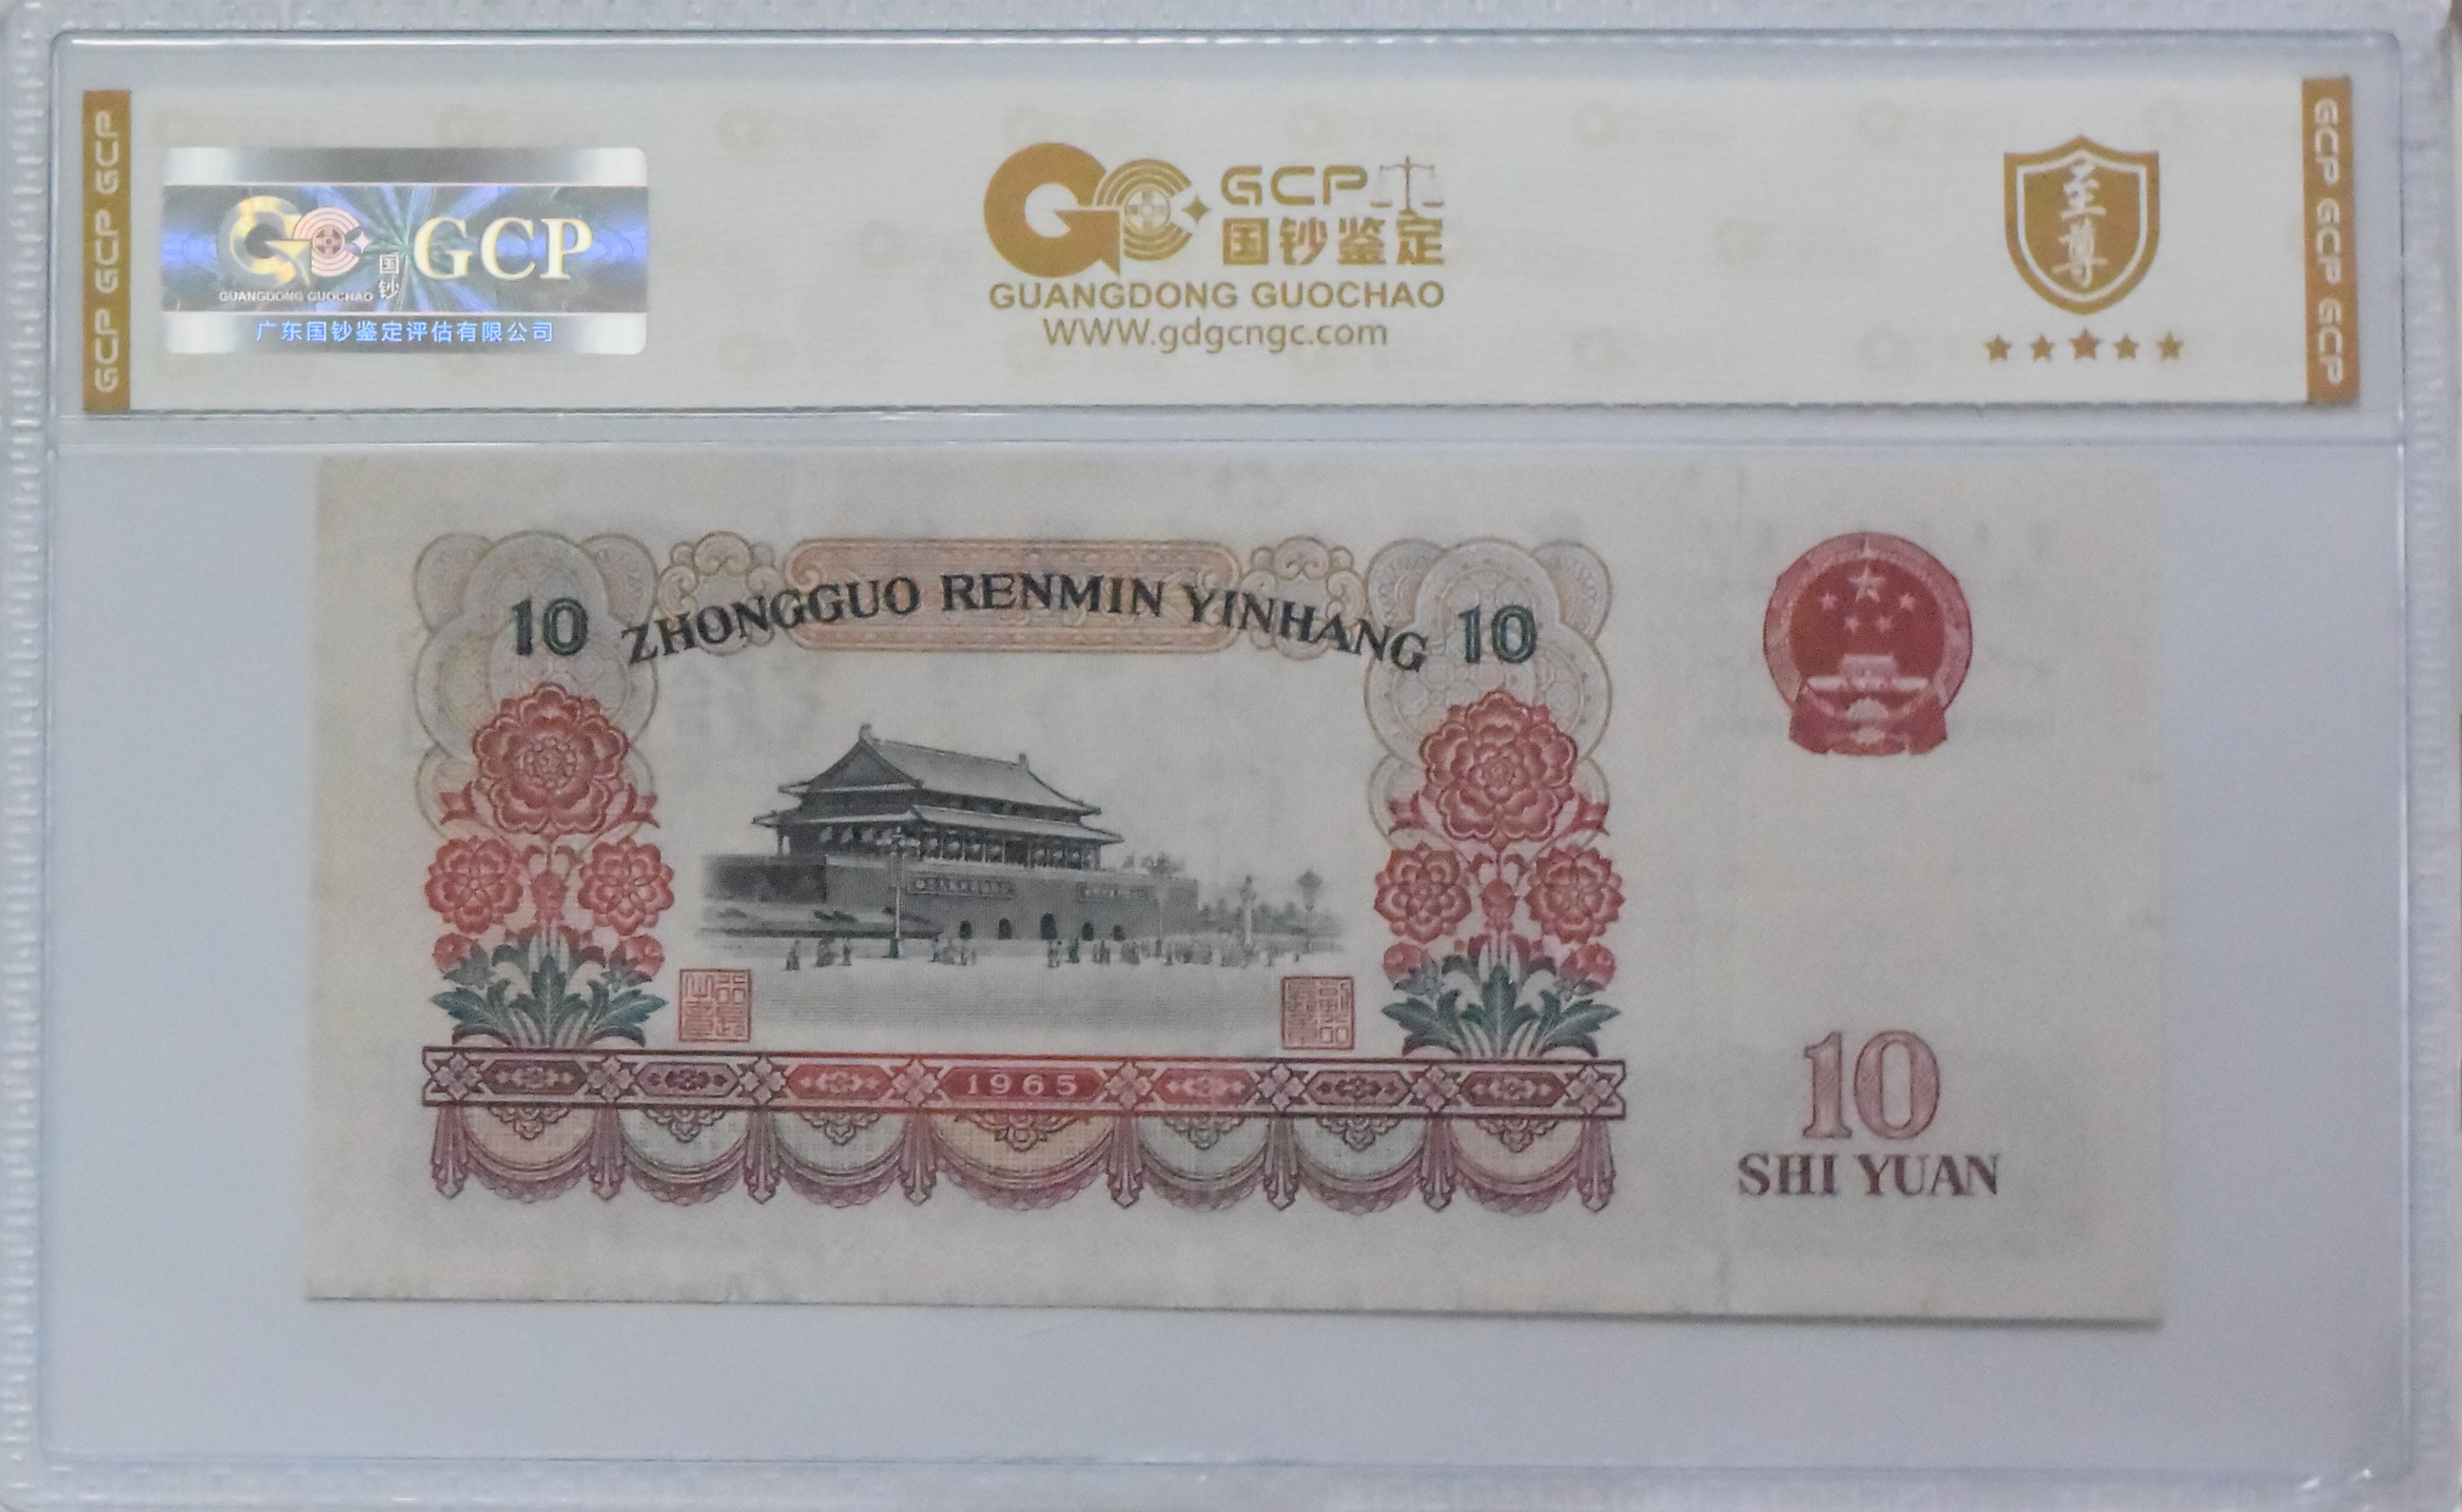 GCP GCP GCP
GUANGDONG GUOCHAO
国钞
GCP
广东国钞鉴定评估有限公司
GCP
国钞鉴定
GUANGDONG GUOCHAO
WWW.gdgcngc.com
至尊
GCP GCP GCP
10 ZHONGGUO RENMIN YINHANG 10
1965
10
SHI YUAN